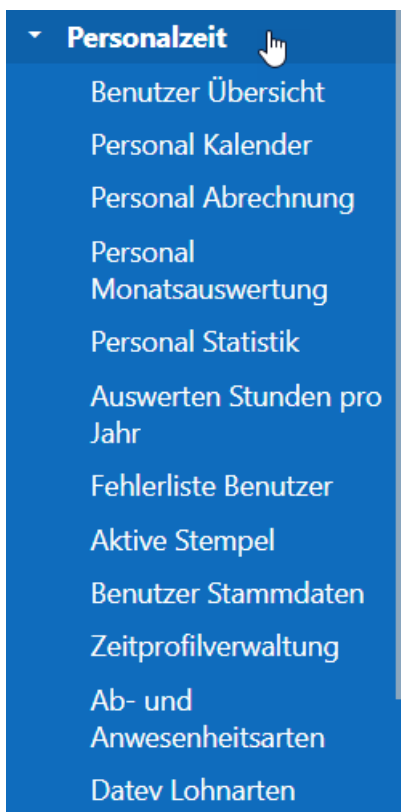 Personalzeit
Benutzer Übersicht
Personal Kalender
Personal Abrechnung
Personal
Monatsauswertung
Personal Statistik
Auswerten Stunden pro
Jahr
Fehlerliste Benutzer
Aktive Stempel
Benutzer Stammdaten
Zeitprofilverwaltung
Ab- und
Anwesenheitsarten
Datev Lohnarten